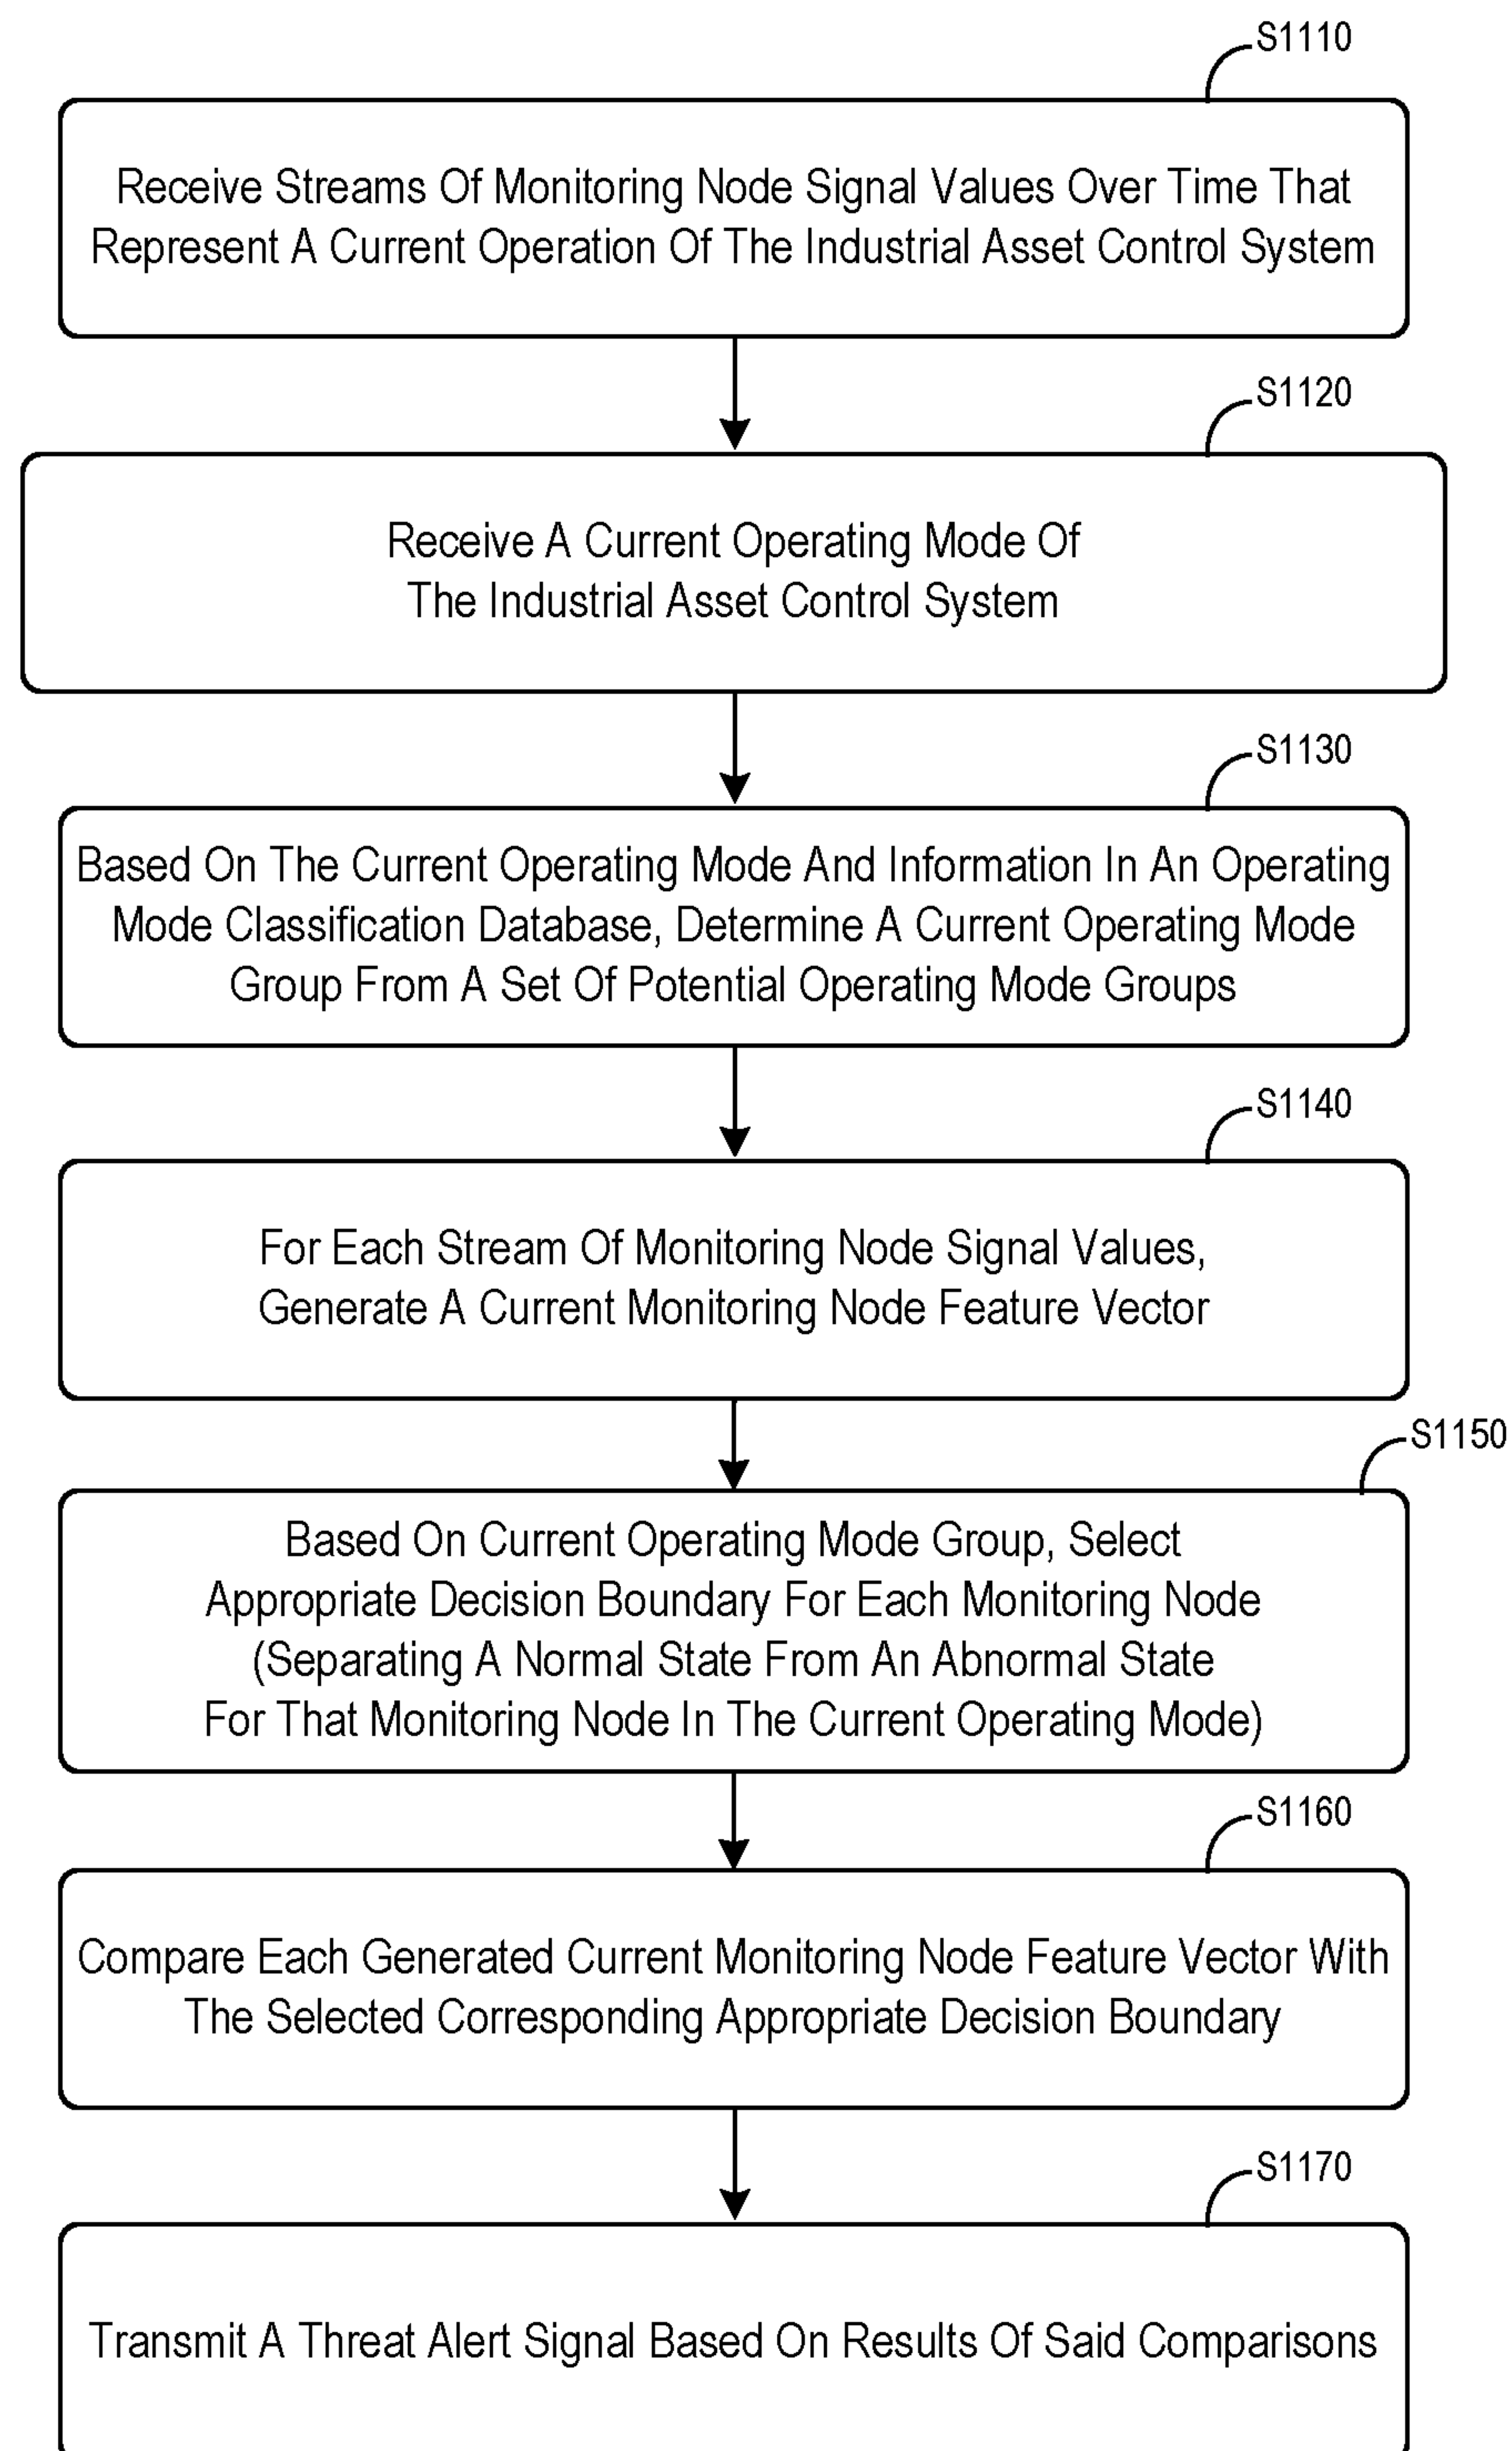 S1110
Receive Streams Of Monitoring Node Signal Values Over Time That
Represent A Current Operation Of The Industrial Asset Control System
S1120
Receive A Current Operating Mode Of
The Industrial Asset Control System
S1130
Based On The Current Operating Mode And Information In An Operating
Mode Classification Database, Determine A Current Operating Mode
Group From A Set Of Potential Operating Mode Groups
S1140
For Each Stream Of Monitoring Node Signal Values,
Generate A Current Monitoring Node Feature Vector
S1150
Based On Current Operating Mode Group, Select
Appropriate Decision Boundary For Each Monitoring Node
(Separating A Normal State From An Abnormal State
For That Monitoring Node In The Current Operating Mode)
S1160
Compare Each Generated Current Monitoring Node Feature Vector With
The Selected Corresponding Appropriate Decision Boundary
S1170
Transmit A Threat Alert Signal Based On Results Of Said Comparisons